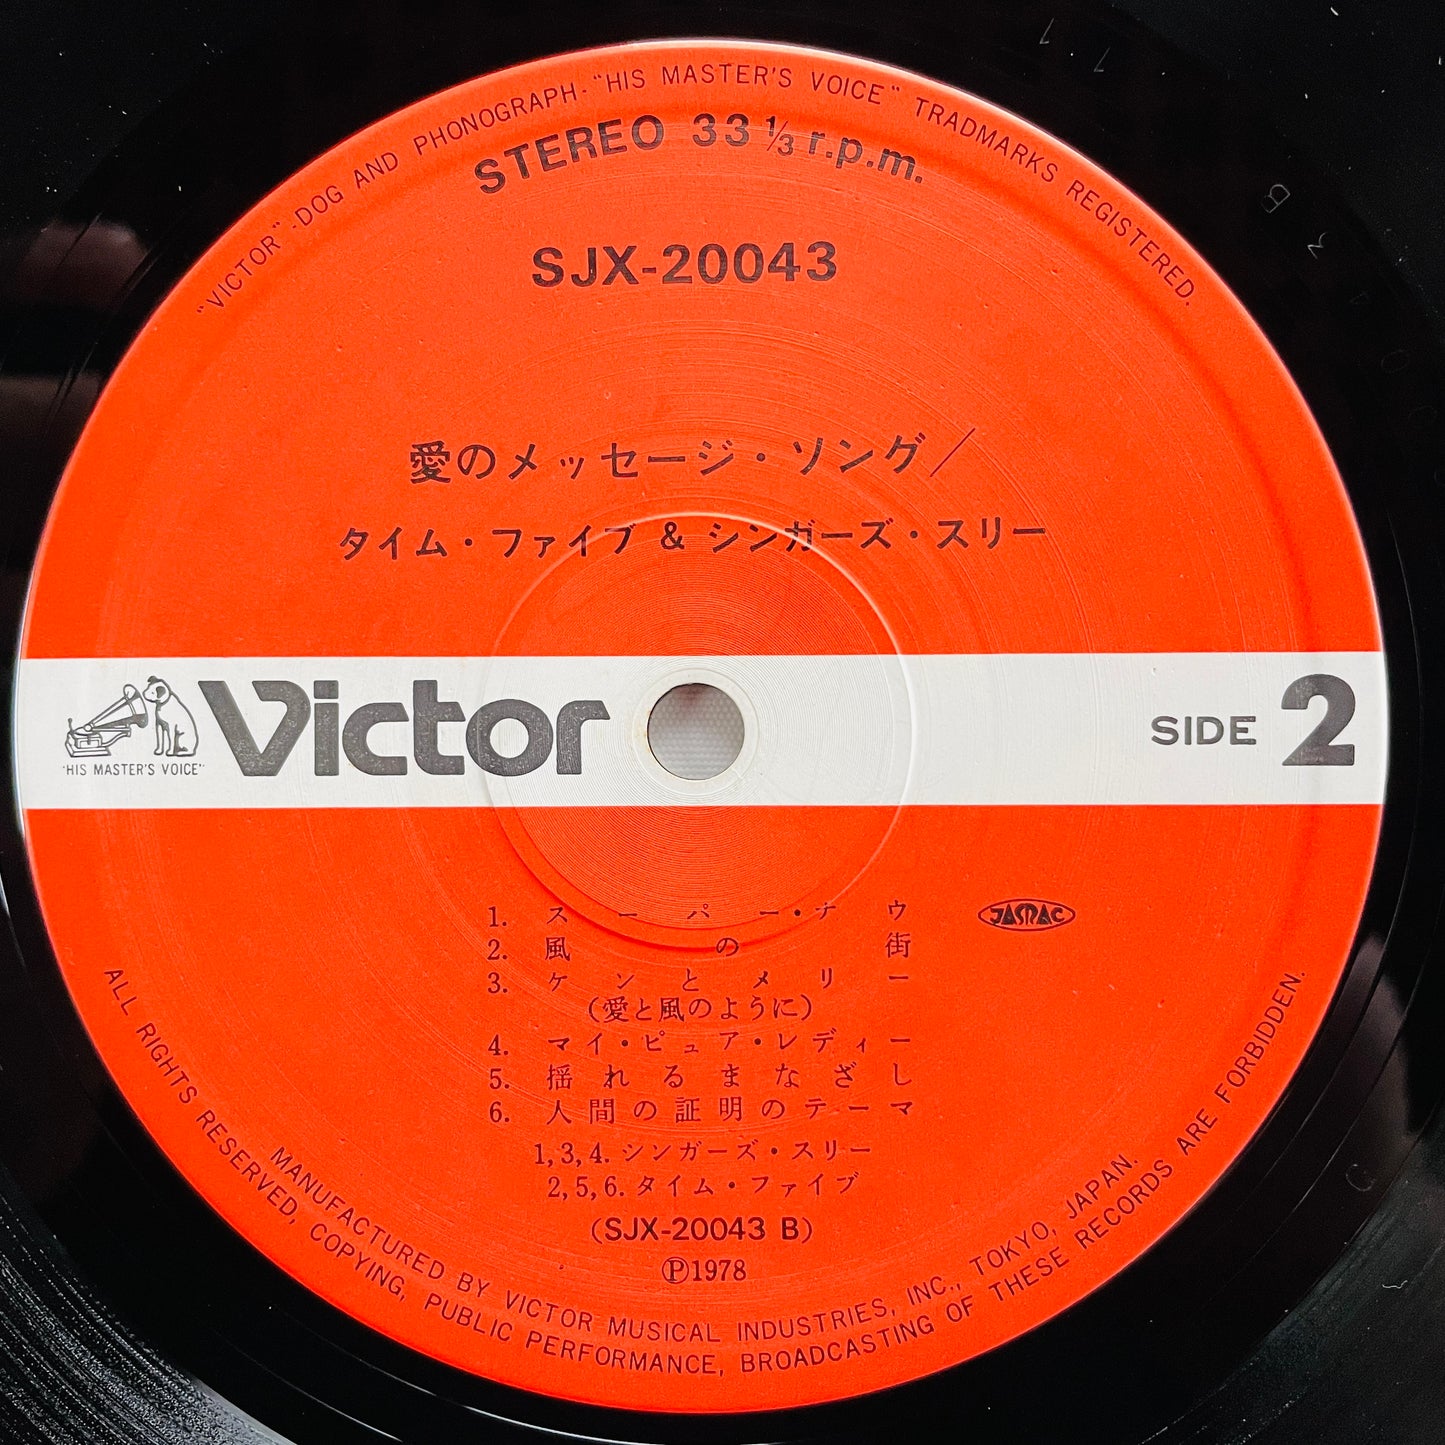 "VICTOR"-DOG AND PHONOGRAPH-"HIS MASTER'S VOICE" TRADMARKS REGISTERED.
STEREO 33 1/3 r.p.m.
SJX-20043
愛のメッセージ・ソング/
タイム・ファイブ & シンガーズ・スリー
"HIS MASTER'S VOICE"
Victor
SIDE 2
1. スーパー・ナウ
JASRAC
2. 風の街
3. ケンとメリー
(愛と風のように)
4. マイ・ピュア・レディー
5. 揺れるまなざし
6. 人間の証明のテーマ
1,3,4. シンガーズ・スリー
2,5,6. タイム・ファイブ
(SJX-20043 B)
Ⓟ1978
MANUFACTURED BY VICTOR MUSICAL INDUSTRIES, INC., TOKYO, JAPAN.
ALL RIGHTS RESERVED, COPYING, PUBLIC PERFORMANCE, BROADCASTING OF THESE RECORDS ARE FORBIDDEN.